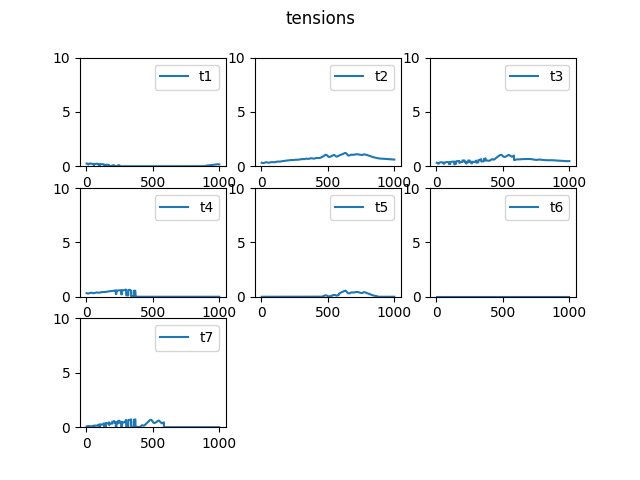 tensions
10 5 0 t1 0 500 1000
10 5 0 t2 0 500 1000
10 5 0 t3 0 500 1000
10 5 0 t4 0 500 1000
10 5 0 t5 0 500 1000
10 5 0 t6 0 500 1000
10 5 0 t7 0 500 1000